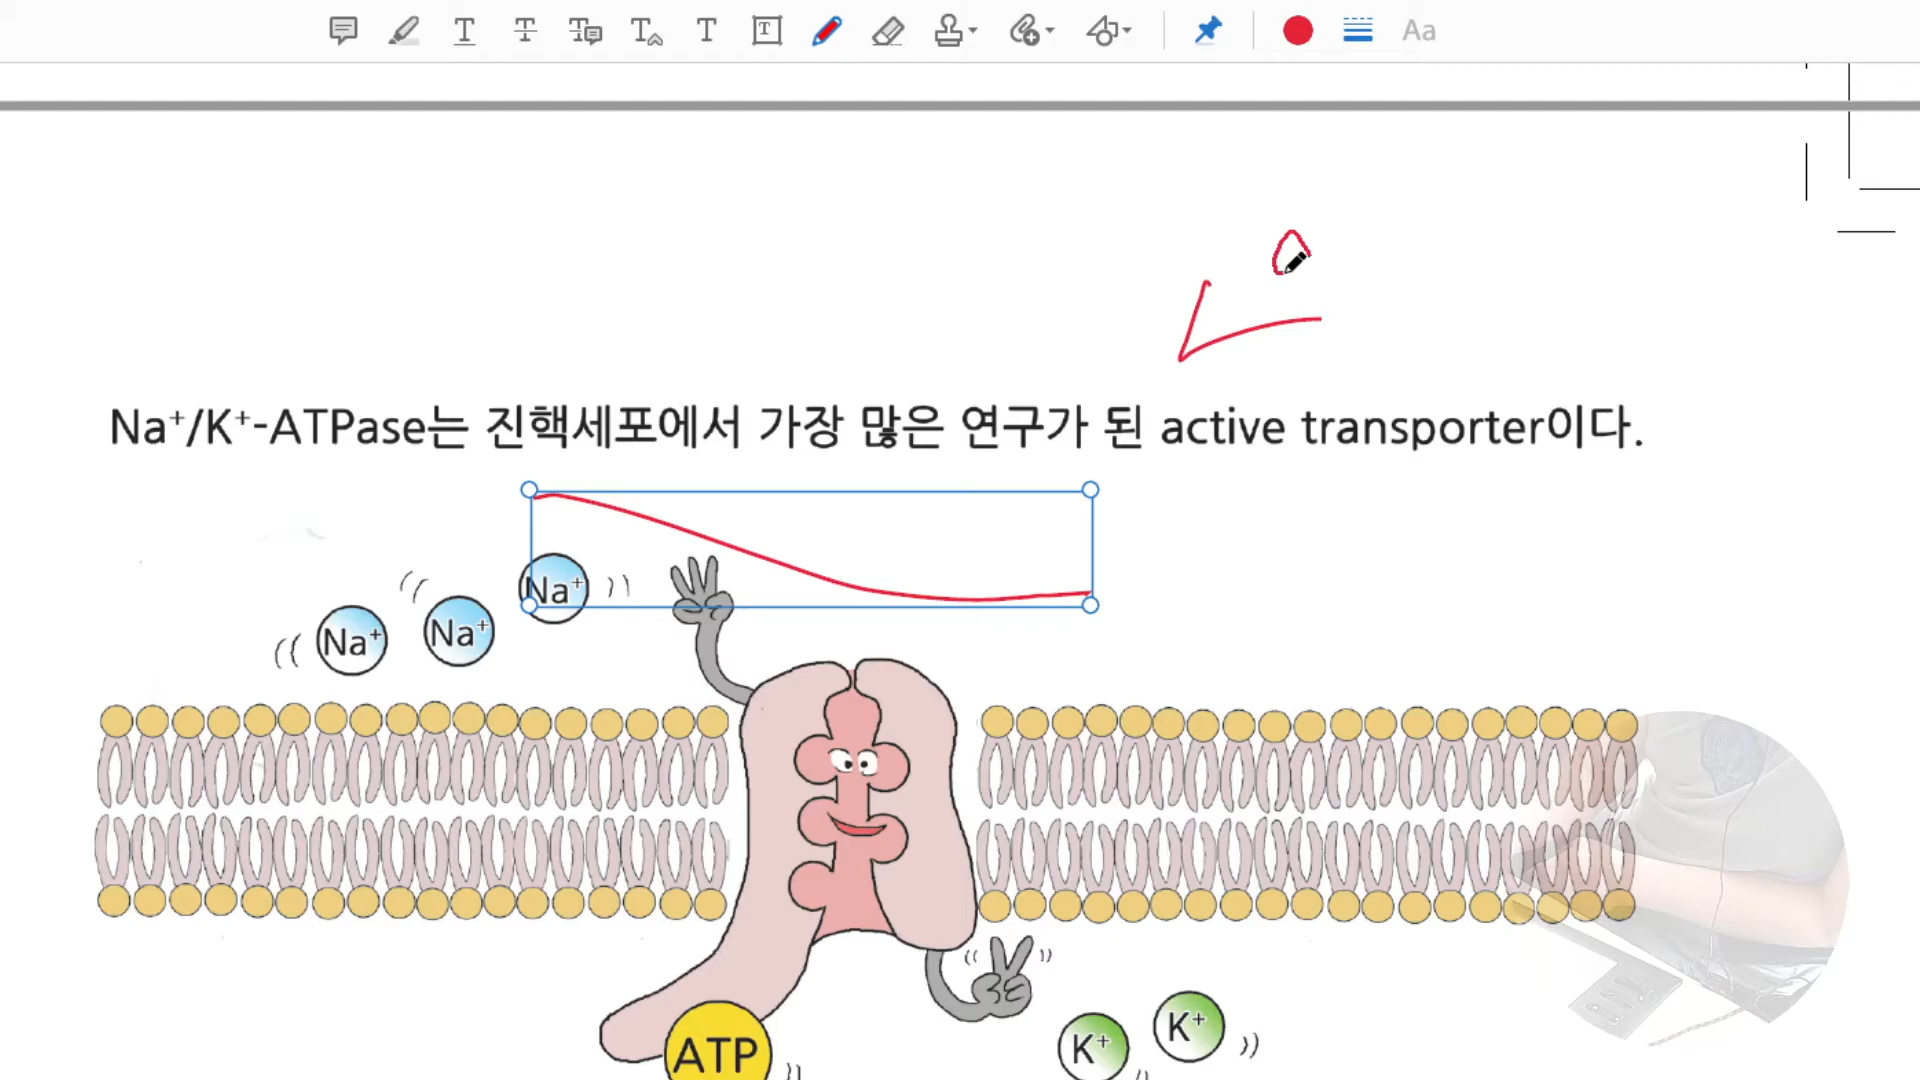 T T T T T T Aa
Na⁺/K⁺-ATPase는 진핵세포에서 가장 많은 연구가 된 active transporter이다.
Na⁺
Na⁺
Na⁺
ATP
K⁺
K⁺